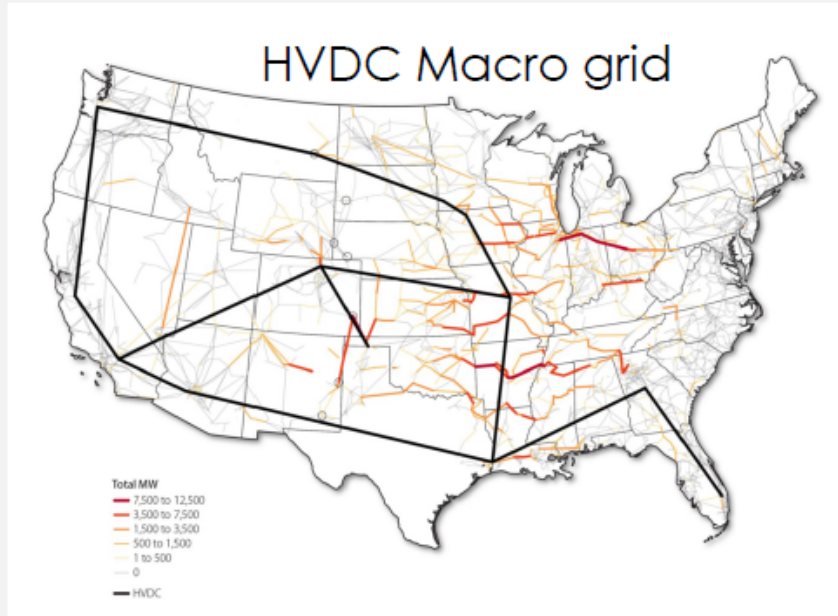 HVDC Macro grid
Total MW
7,500 to 12,500
3,500 to 7,500
1,500 to 3,500
500 to 1,500
1 to 500
0
HVDC